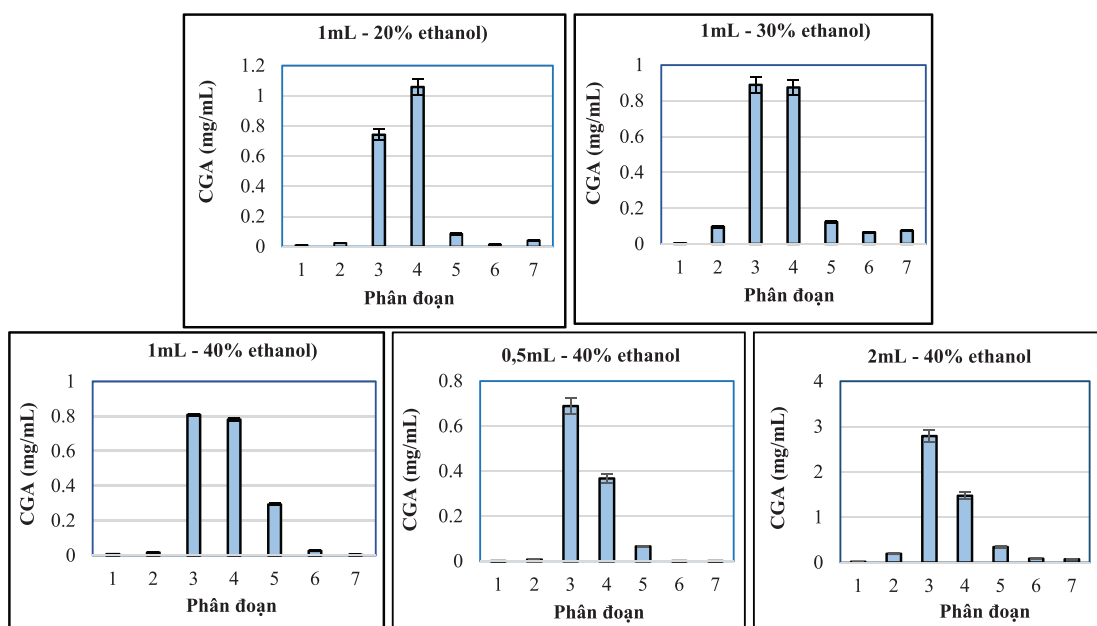 1mL - 20% ethanol)
CGA (mg/mL)
1.2
1
0.8
0.6
0.4
0.2
0
1 2 3 4 5 6 7
Phân đoạn
1mL - 30% ethanol)
CGA (mg/mL)
1
0.8
0.6
0.4
0.2
0
1 2 3 4 5 6 7
Phân đoạn
1mL - 40% ethanol)
CGA (mg/mL)
1
0.8
0.6
0.4
0.2
0
1 2 3 4 5 6 7
Phân đoạn
0,5mL - 40% ethanol
CGA (mg/mL)
0.8
0.6
0.4
0.2
0
1 2 3 4 5 6 7
Phân đoạn
2mL - 40% ethanol
CGA (mg/mL)
4
3
2
1
0
1 2 3 4 5 6 7
Phân đoạn